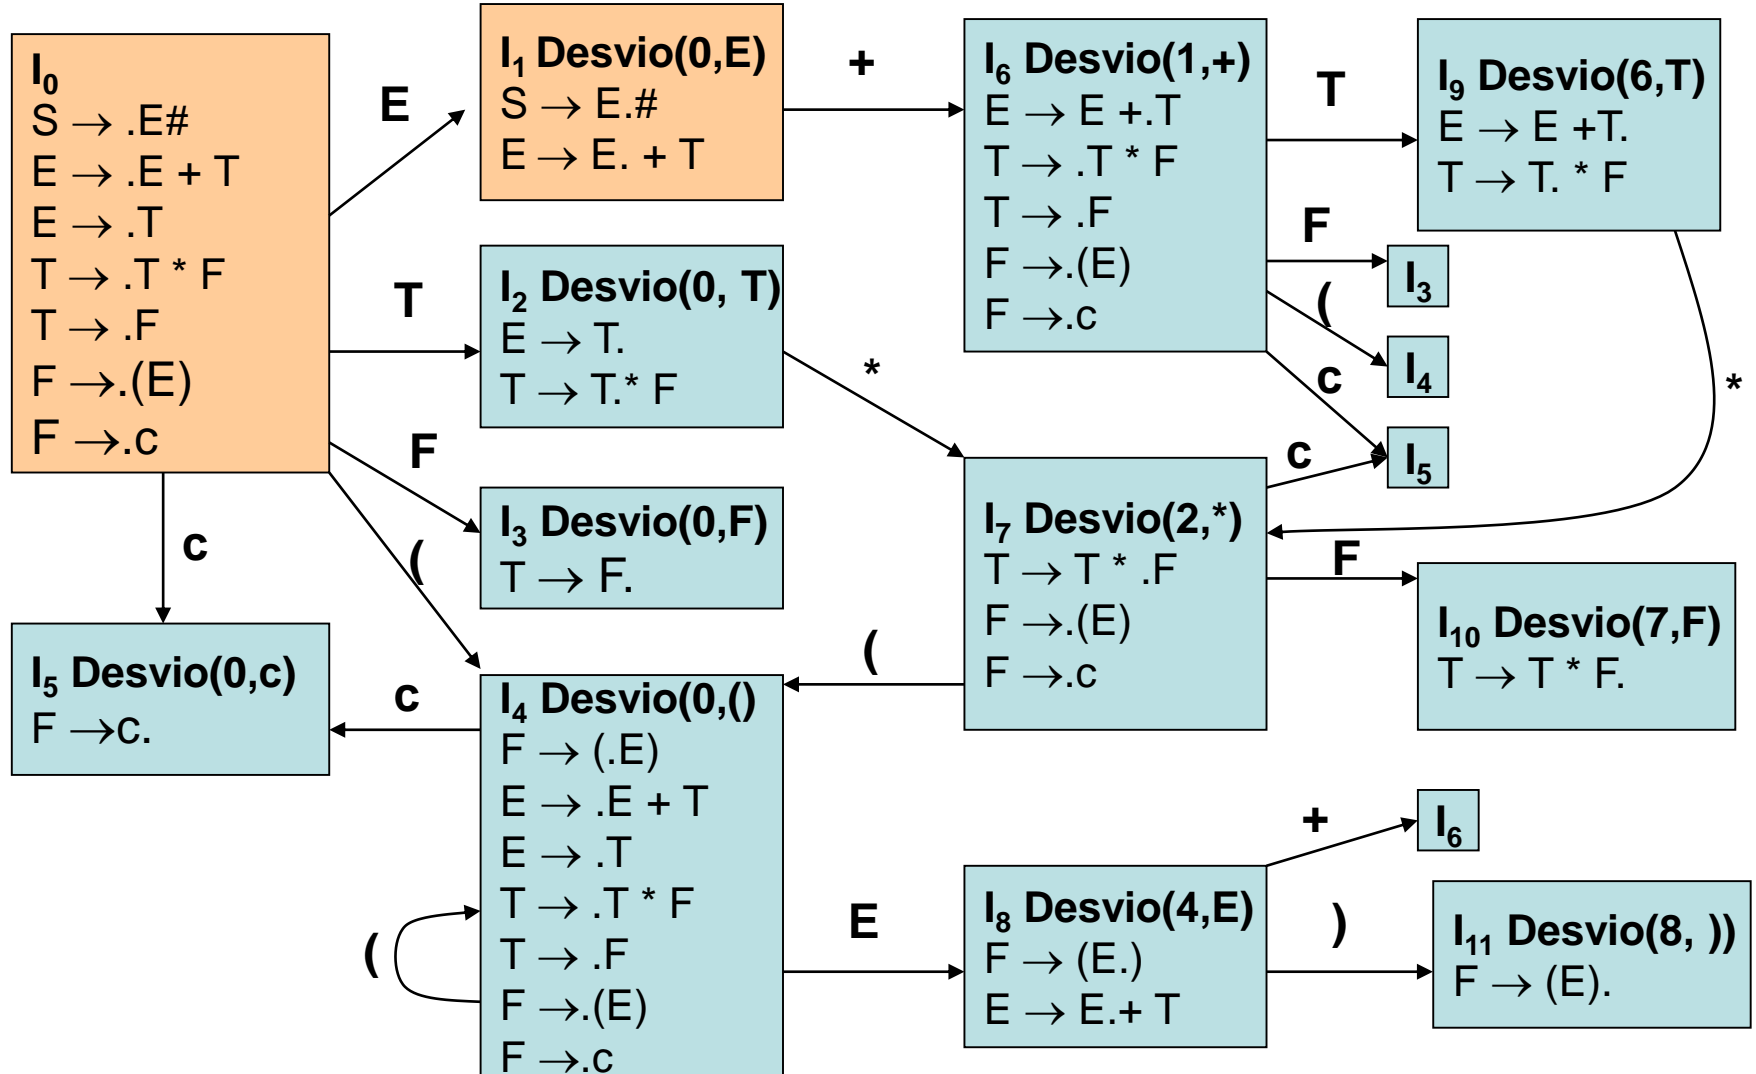 I0
S → .E#
E → .E + T
E → .T
T → .T * F
T → .F
F →.(E)
F →.c
E
T
F
(
c
I1 Desvio(0,E)
S → E.#
E → E. + T
+
I2 Desvio(0, T)
E → T.
T → T.* F
*
I3 Desvio(0,F)
T → F.
I5 Desvio(0,c)
F →c.
c
I4 Desvio(0,()
F → (.E)
E → .E + T
E → .T
T → .T * F
T → .F
F →.(E)
F →.c
(
E
I6 Desvio(1,+)
E → E +.T
T → .T * F
T → .F
F →.(E)
F →.c
T
F
(
c
I3
I4
I5
I9 Desvio(6,T)
E → E +T.
T → T. * F
*
I7 Desvio(2,*)
T → T * .F
F →.(E)
F →.c
c
F
(
I10 Desvio(7,F)
T → T * F.
I8 Desvio(4,E)
F → (E.)
E → E.+ T
+
)
I6
I11 Desvio(8, ))
F → (E).